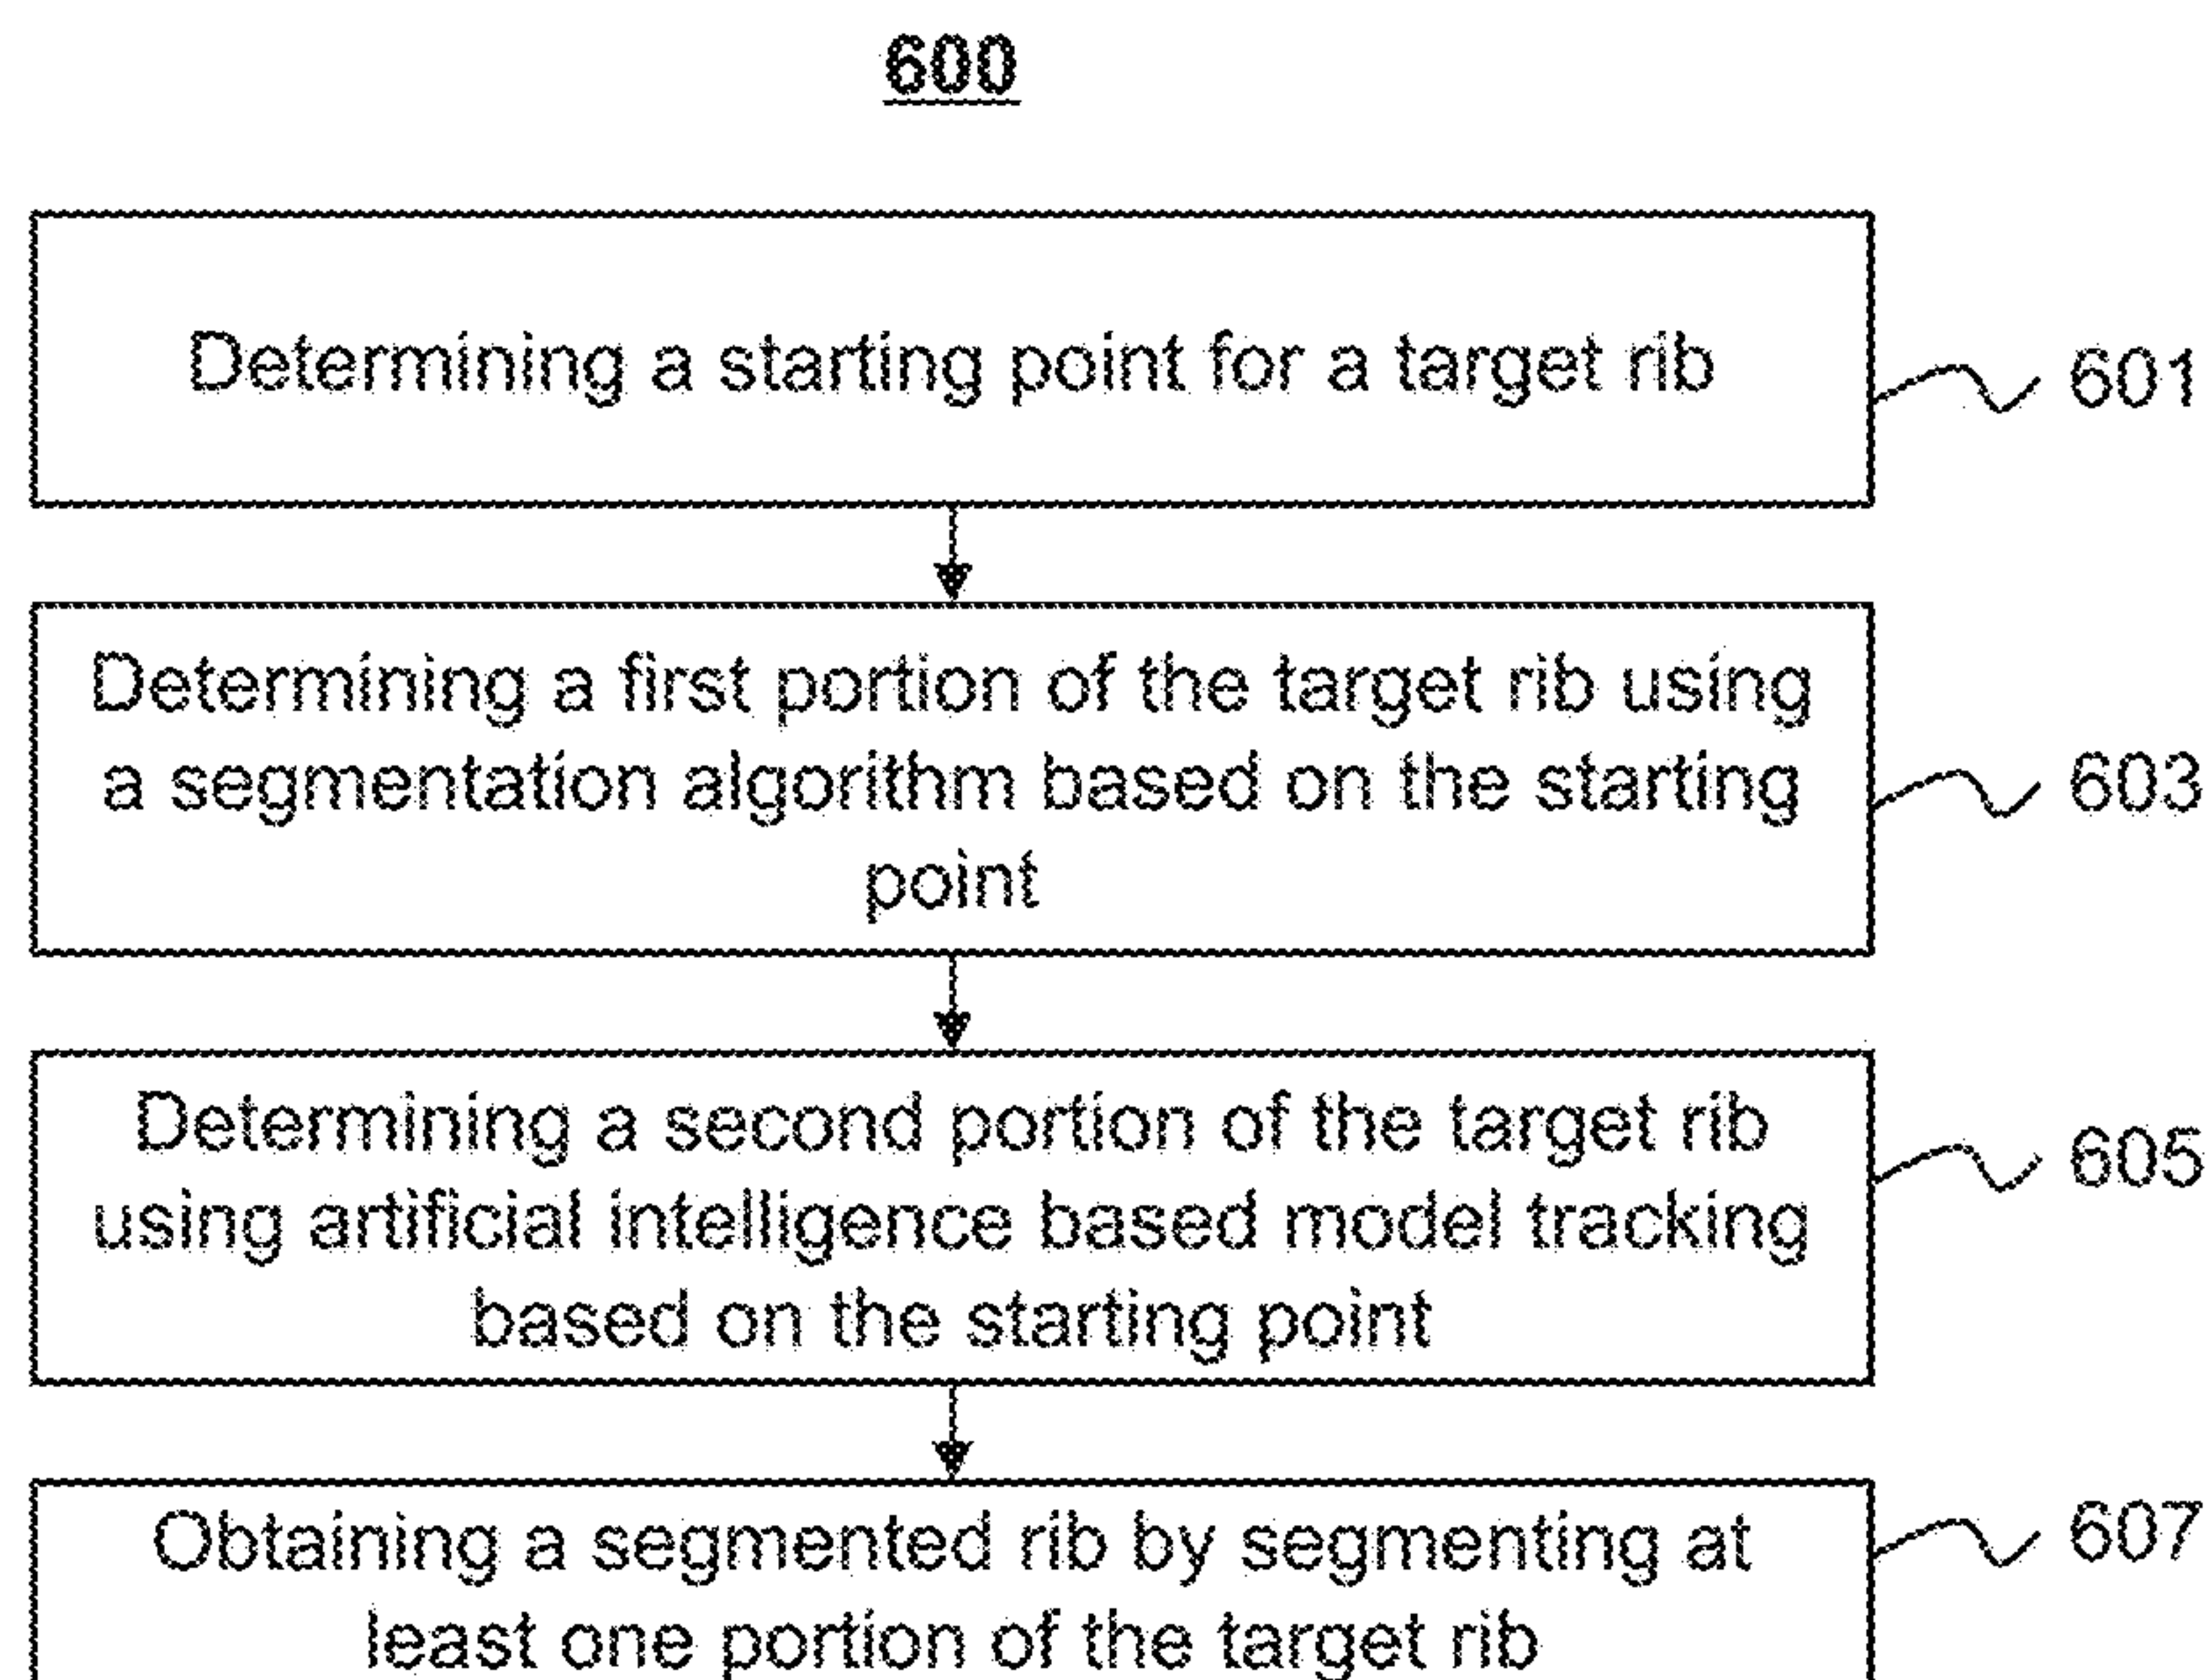 600
Determining a starting point for a target rib
601
Determining a first portion of the target rib using
a segmentation algorithm based on the starting
point
603
Determining a second portion of the target rib
using artificial intelligence based model tracking
based on the starting point
605
Obtaining a segmented rib by segmenting at
least one portion of the target rib
607